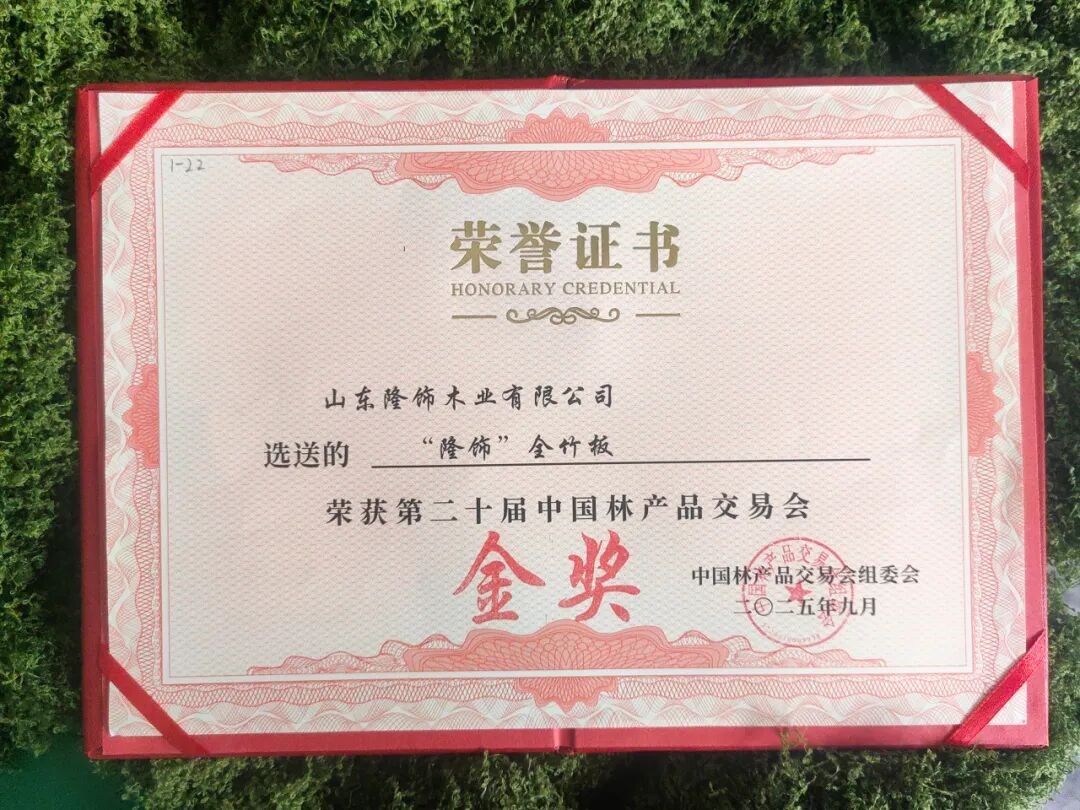 1-22
荣誉证书
HONORARY CREDENTIAL
山东隆饰木业有限公司
选送的 “隆饰”全竹板
荣获第二十届中国林产品交易会
金奖
中国林产品交易会组委会
二〇二五年九月